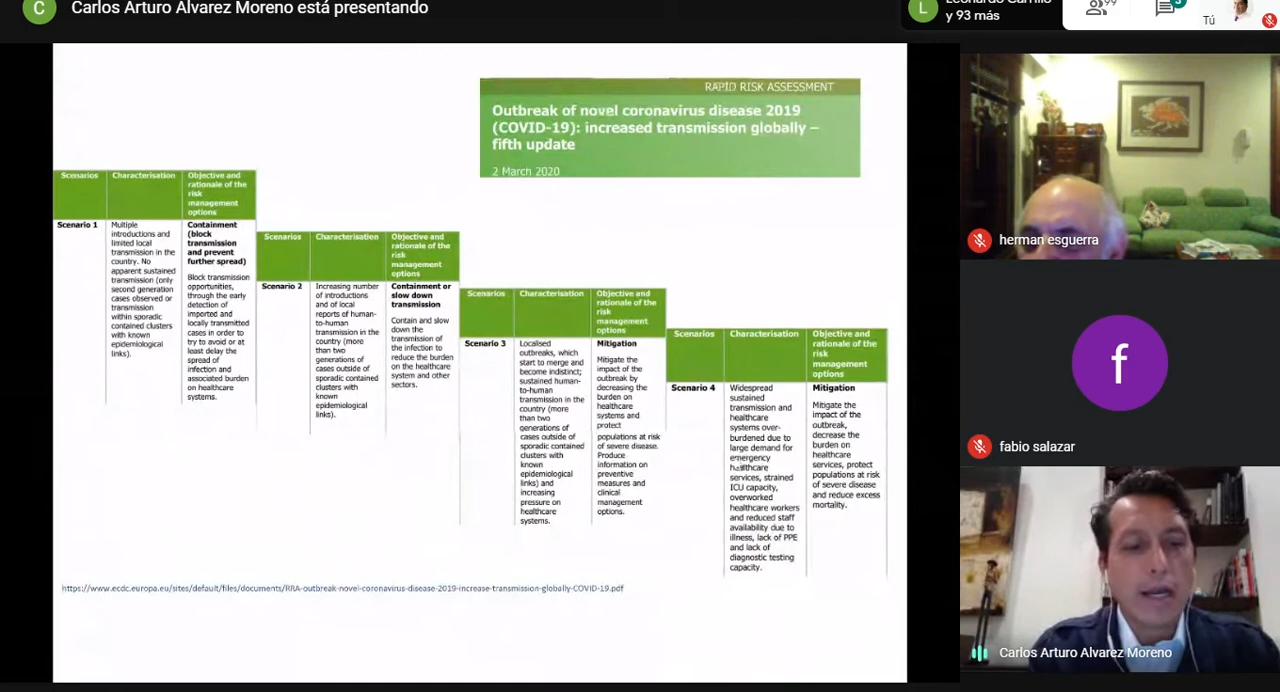 C
Carlos Arturo Alvarez Moreno está presentando
L
y 93 más
Tú
RAPID RISK ASSESSMENT
Outbreak of novel coronavirus disease 2019
(COVID-19): increased transmission globally –
fifth update
2 March 2020
Scenarios
Characterisation
Objective and
rationale of the
risk
management
options
Scenario 1
Multiple
introductions and
limited local
transmission in the
country. No
apparent sustained
transmission (only
second generation
cases observed or
transmission
within sporadic
contained clusters
with known
epidemiological
links).
Containment
(block
transmission
and prevent
further spread)
Block transmission
opportunities,
through the early
detection of
imported and
locally transmitted
cases in order to
try to avoid or at
least delay the
spread of
infection and
associated burden
on healthcare
systems.
Scenarios
Characterisation
Objective and
rationale of the
risk
management
options
Scenario 2
Increasing number
of introductions
and of local
reports of human-
to-human
transmission in the
country (more
than two
generations of
cases outside of
sporadic contained
clusters with
known
epidemiological
links).
Containment or
slow down
transmission
Contain and slow
down the
transmission of
the infection to
reduce the burden
on the healthcare
system and other
sectors.
Scenarios
Characterisation
Objective and
rationale of the
risk
management
options
Scenario 3
Localised
outbreaks, which
start to merge and
become indistinct;
sustained human-
to-human
transmission in the
country (more
than two
generations of
cases outside of
sporadic contained
clusters with
known
epidemiological
links) and
increasing
pressure on
healthcare
systems.
Mitigation
Mitigate the
impact of the
outbreak by
decreasing the
burden on
healthcare
systems and
protect
populations at risk
of severe disease.
Produce
information on
preventive
measures and
clinical
management
options.
Scenarios
Characterisation
Objective and
rationale of the
risk
management
options
Scenario 4
Widespread
sustained
transmission and
healthcare
systems over-
burdened due to
large demand for
emergency
healthcare
services, strained
ICU capacity,
overworked
healthcare workers
and reduced staff
availability due to
illness, lack of PPE
and lack of
diagnostic testing
capacity.
Mitigation
Mitigate the
impact of the
outbreak,
decrease the
burden on
healthcare
services, protect
populations at risk
of severe disease
and reduce excess
mortality.
https://www.ecdc.europa.eu/sites/default/files/documents/RRA-outbreak-novel-coronavirus-disease-2019-increase-transmission-globally-COVID-19.pdf
herman esguerra
f
fabio salazar
Carlos Arturo Alvarez Moreno